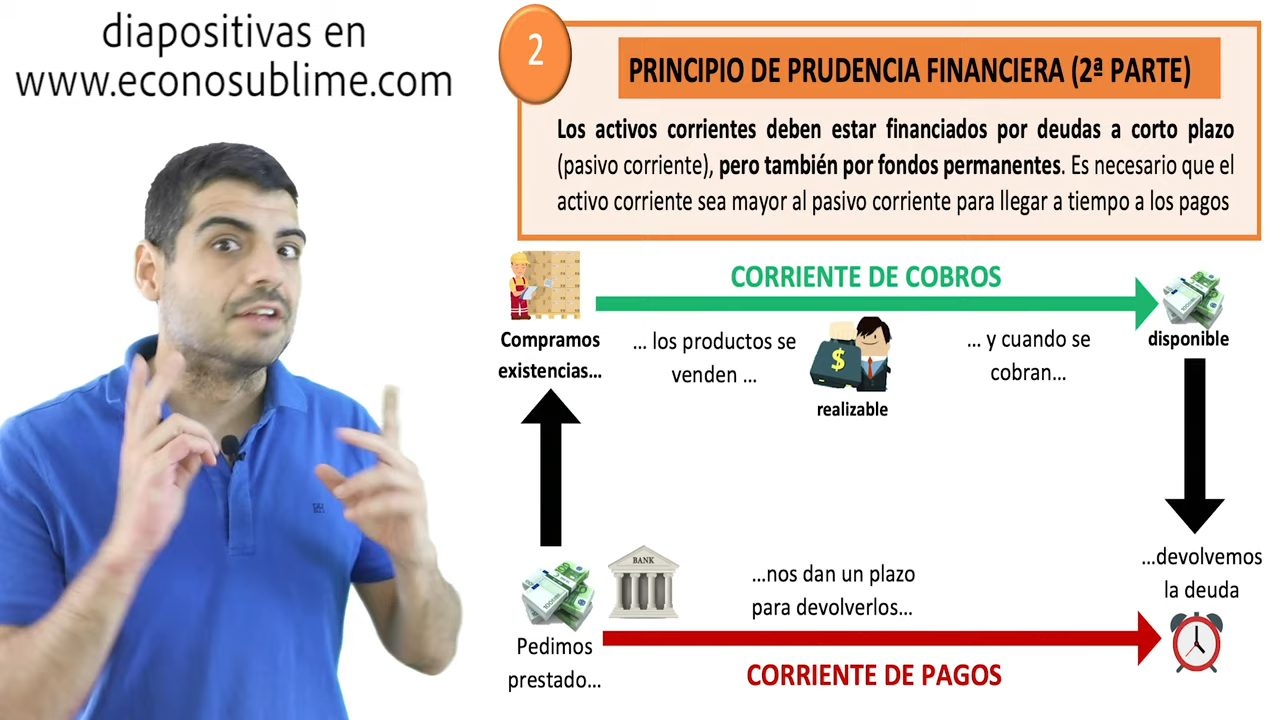 diapositivas en
www.econosublime.com
2
PRINCIPIO DE PRUDENCIA FINANCIERA (2ª PARTE)
Los activos corrientes deben estar financiados por deudas a corto plazo
(pasivo corriente), pero también por fondos permanentes. Es necesario que el
activo corriente sea mayor al pasivo corriente para llegar a tiempo a los pagos
CORRIENTE DE COBROS
Compramos
existencias...
... los productos se
venden ...
$
realizable
... y cuando se
cobran...
disponible
BANK
Pedimos
prestado...
...nos dan un plazo
para devolverlos...
...devolvemos
la deuda
CORRIENTE DE PAGOS